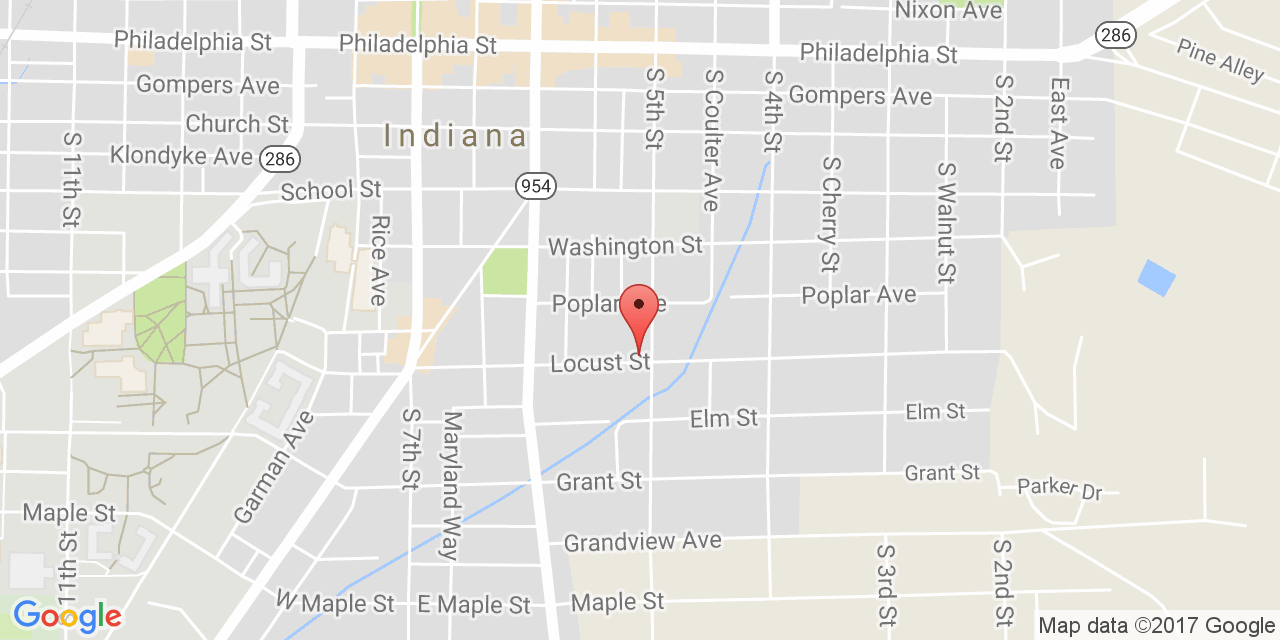 Nixon Ave
286
Philadelphia St
Philadelphia St
Philadelphia St
Pine Alley
Gompers Ave
Gompers Ave
S 5th St
S Coulter Ave
S 4th St
S 2nd St
East Ave
Church St
Indiana
Klondyke Ave
286
S 11th St
School St
954
S Cherry St
S Walnut St
Rice Ave
Washington St
Poplar Ave
Poplar
e
Locust St
Elm St
Elm St
S 7th St
Maryland Way
Garman Ave
Grant St
Grant St
Parker Dr
Maple St
Grandview Ave
11th St
S 3rd St
S 2nd St
W Maple St
E Maple St
Maple St
Google
Map data ©2017 Google